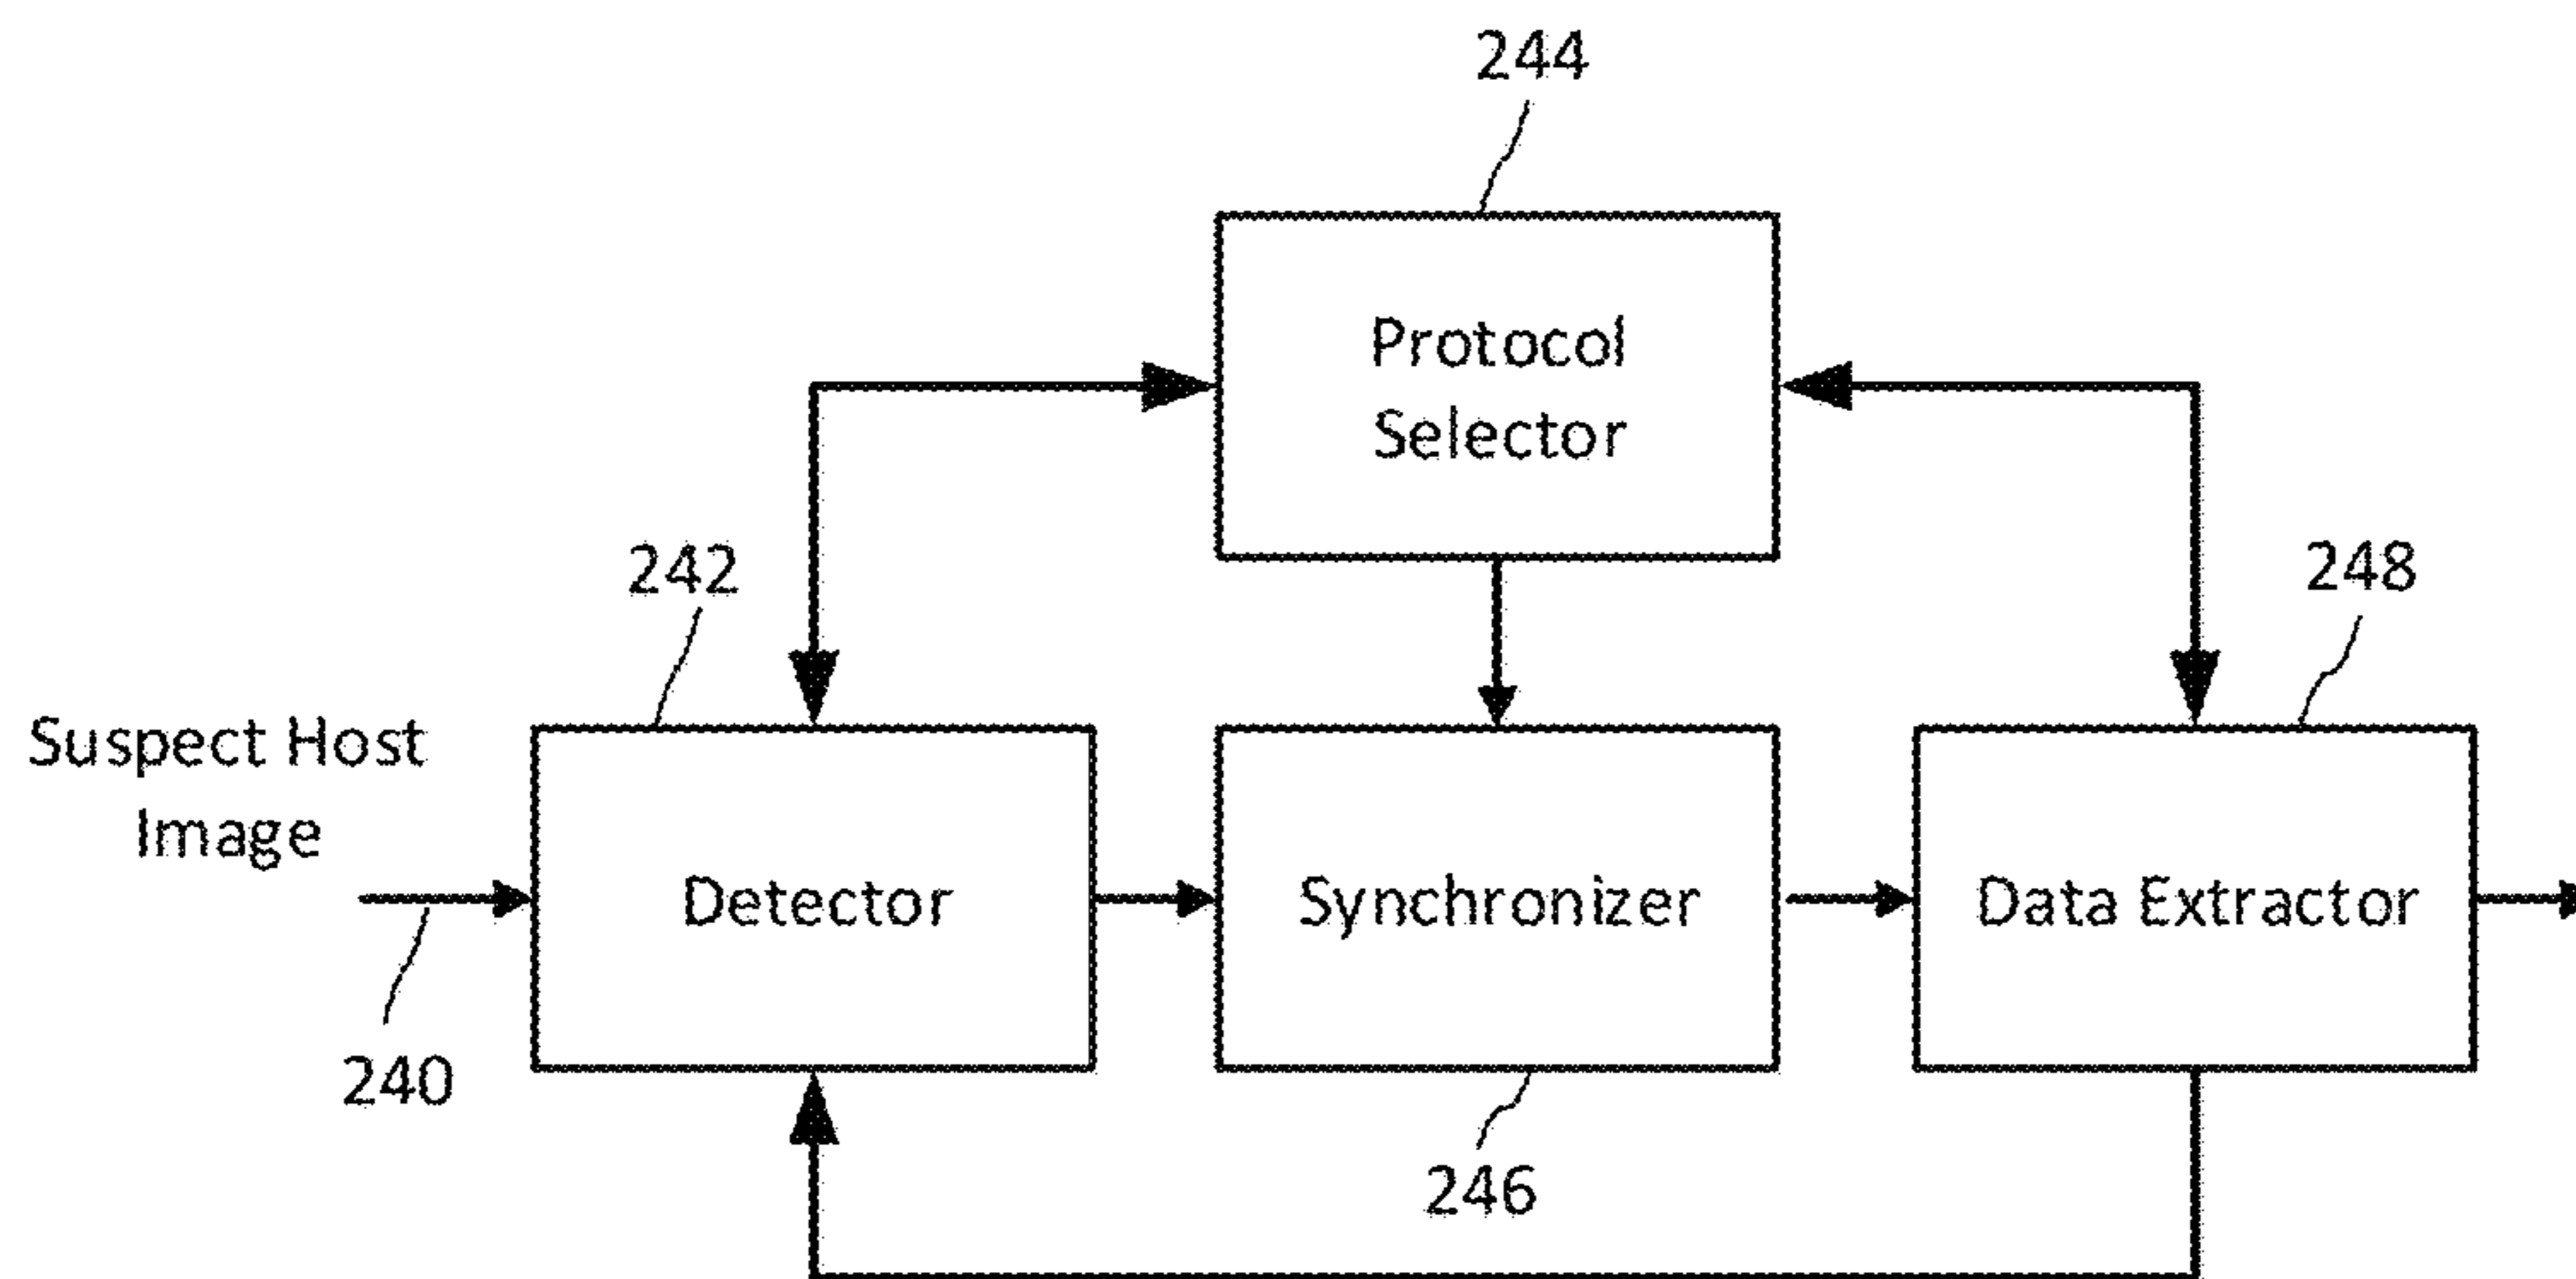 244
Protocol
Selector
242
248
Suspect Host
Image
Detector
Synchronizer
Data Extractor
240
246